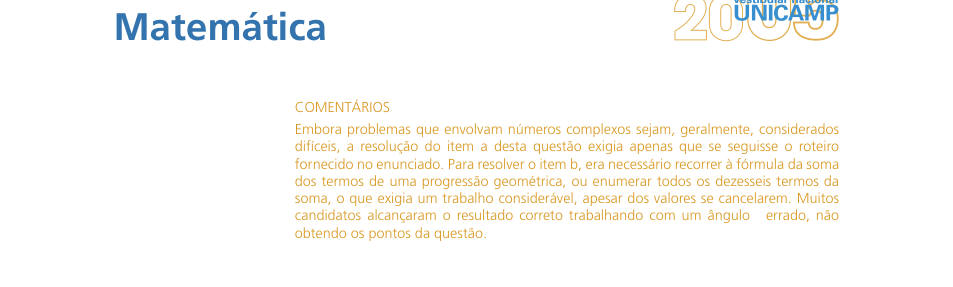 vestibular nacional
Matemática
UNICAMP
2005
COMENTÁRIOS
Embora problemas que envolvam números complexos sejam, geralmente, considerados
difíceis, a resolução do item a desta questão exigia apenas que se seguisse o roteiro
fornecido no enunciado. Para resolver o item b, era necessário recorrer à fórmula da soma
dos termos de uma progressão geométrica, ou enumerar todos os dezesseis termos da
soma, o que exigia um trabalho considerável, apesar dos valores se cancelarem. Muitos
candidatos alcançaram o resultado correto trabalhando com um ângulo errado, não
obtendo os pontos da questão.